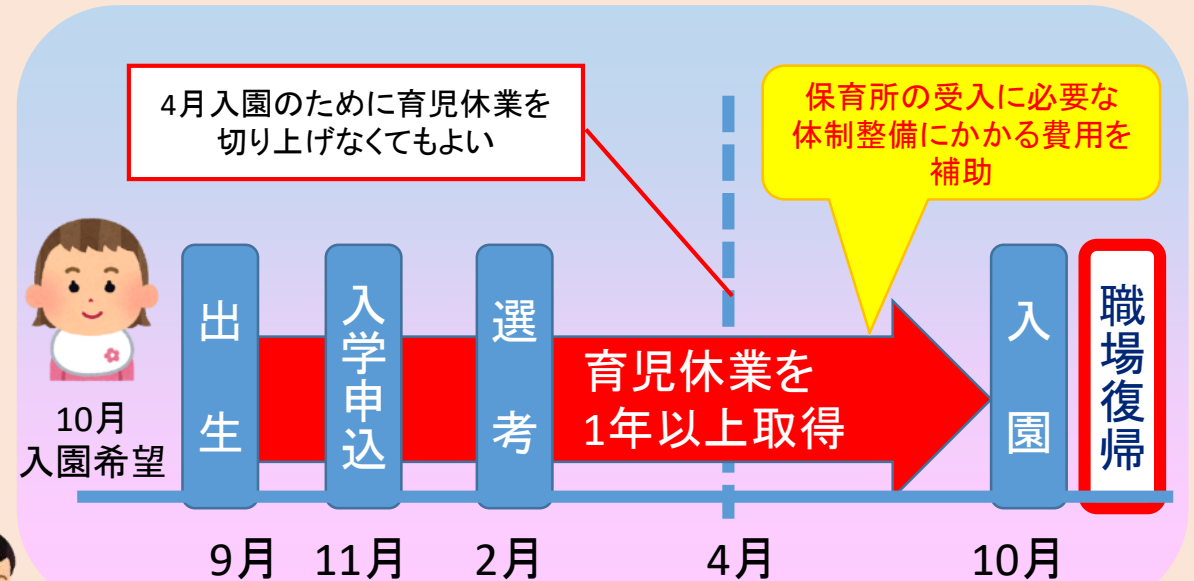 4月入園のために育児休業を
切り上げなくてもよい
保育所の受入に必要な
体制整備にかかる費用を
補助
10月
入園希望
出生
入学申込
選考
育児休業を
1年以上取得
入園
職場復帰
9月
11月
2月
4月
10月